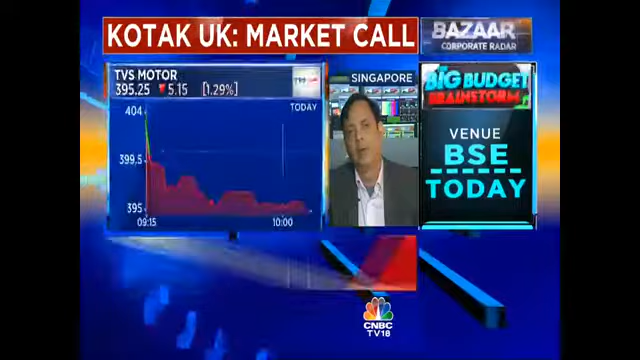 KOTAK UK: MARKET CALL
BAZAAR
CORPORATE RADAR
TVS MOTOR
395.25 ▼5.15 [1.29%]
TODAY
404
399.5
395
09:15
10:00
SINGAPORE
BIG BUDGET
BRAINSTORM
VENUE
BSE
TODAY
CNBC
TV18